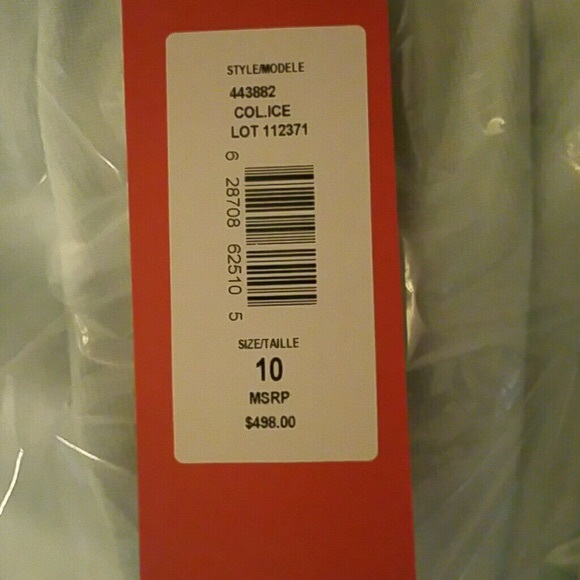 STYLE/MODELE
443882
COL.ICE
LOT 112371
6 28708 62510 5
SIZE/TAILLE
10
MSRP
$498.00